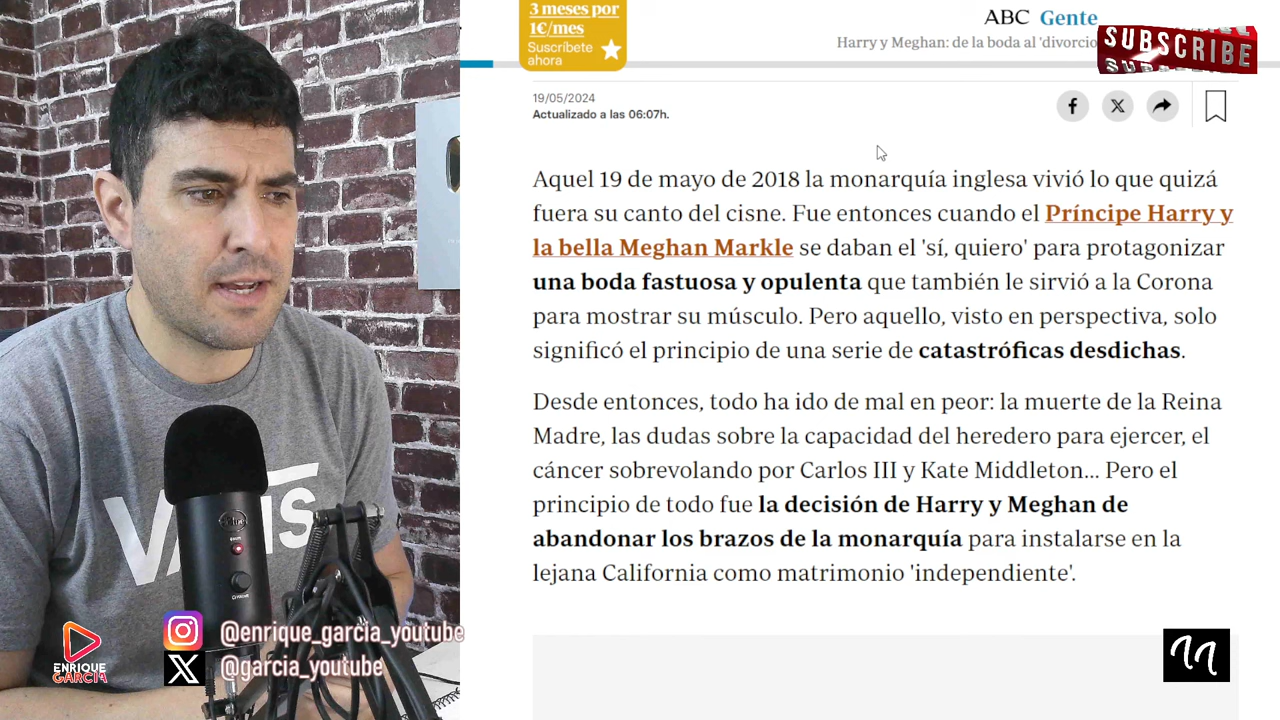 3 meses por
1€/mes
Suscríbete
ahora
ABC Gente
Harry y Meghan: de la boda al 'divorcio
SUBSCRIBE
19/05/2024
Actualizado a las 06:07h.
Aquel 19 de mayo de 2018 la monarquía inglesa vivió lo que quizá
fuera su canto del cisne. Fue entonces cuando el Príncipe Harry y
la bella Meghan Markle se daban el 'sí, quiero' para protagonizar
una boda fastuosa y opulenta que también le sirvió a la Corona
para mostrar su músculo. Pero aquello, visto en perspectiva, solo
significó el principio de una serie de catastróficas desdichas.
Desde entonces, todo ha ido de mal en peor: la muerte de la Reina
Madre, las dudas sobre la capacidad del heredero para ejercer, el
cáncer sobrevolando por Carlos III y Kate Middleton... Pero el
principio de todo fue la decisión de Harry y Meghan de
abandonar los brazos de la monarquía para instalarse en la
lejana California como matrimonio 'independiente'.
VANS
blue
@enrique_garcia_youtube
@garcia_youtube
ENRIQUE
GARCIA